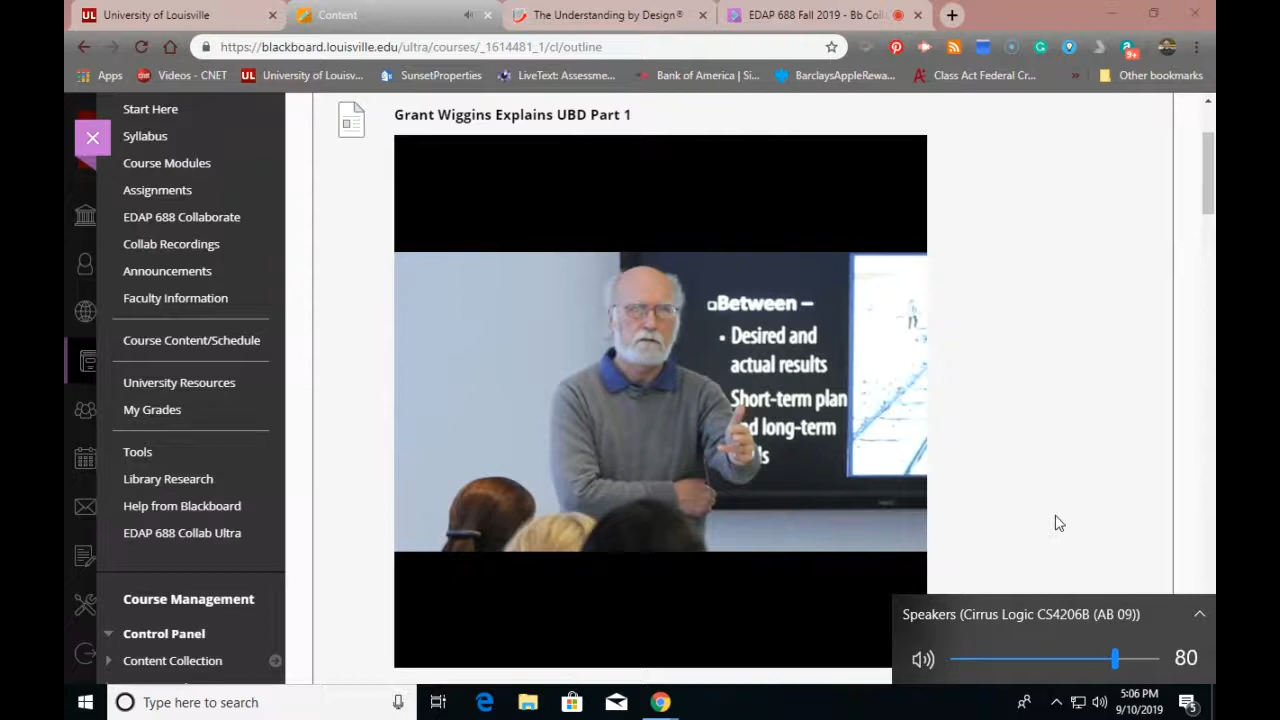 University of Louisville
Content
The Understanding by Design®
EDAP 688 Fall 2019 - Bb Coll
https://blackboard.louisville.edu/ultra/courses/_1614481_1/cl/outline
9+
Apps
Videos - CNET
University of Louisv...
SunsetProperties
LiveText: Assessme...
Bank of America | Si...
BarclaysAppleRewa...
Class Act Federal Cr...
»
Other bookmarks
Start Here
Syllabus
Course Modules
Assignments
EDAP 688 Collaborate
Collab Recordings
Announcements
Faculty Information
Course Content/Schedule
University Resources
My Grades
Tools
Library Research
Help from Blackboard
EDAP 688 Collab Ultra
Course Management
Control Panel
Content Collection
Grant Wiggins Explains UBD Part 1
Between –
• Desired and
actual results
Short-term plan
long-term
Speakers (Cirrus Logic CS4206B (AB 09))
80
Type here to search
5:06 PM
9/10/2019
5